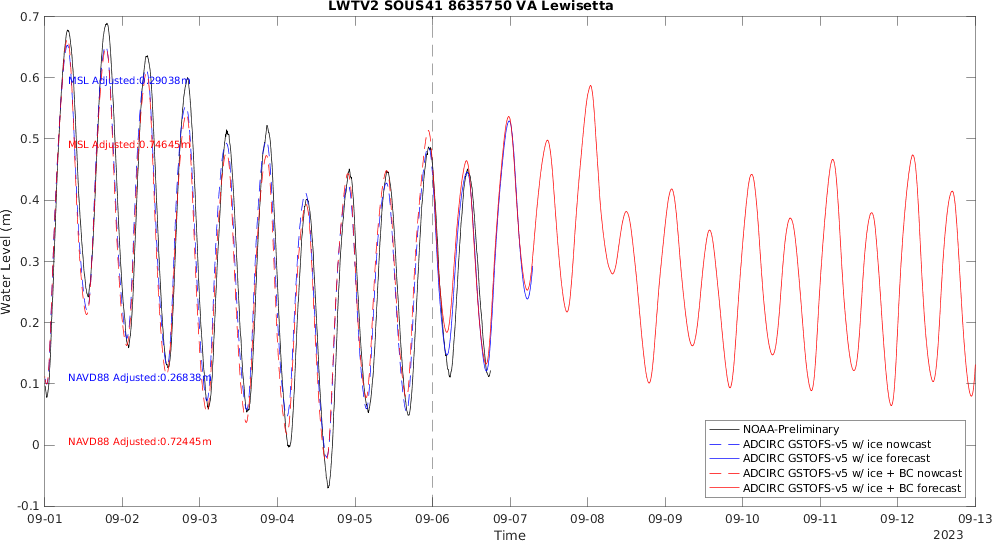 LWTV2 SOUS41 8635750 VA Lewisetta
0.7
0.6
0.5
0.4
0.3
0.2
0.1
0
-0.1
Water Level (m)
MSL Adjusted:0.29038m
MSL Adjusted:0.74645m
NAVD88 Adjusted:0.26838m
NAVD88 Adjusted:0.72445m
NOAA-Preliminary
ADCIRC GSTOFS-v5 w/ ice nowcast
ADCIRC GSTOFS-v5 w/ ice forecast
ADCIRC GSTOFS-v5 w/ ice + BC nowcast
ADCIRC GSTOFS-v5 w/ ice + BC forecast
09-01 09-02 09-03 09-04 09-05 09-06 09-07 09-08 09-09 09-10 09-11 09-12 09-13
Time
2023